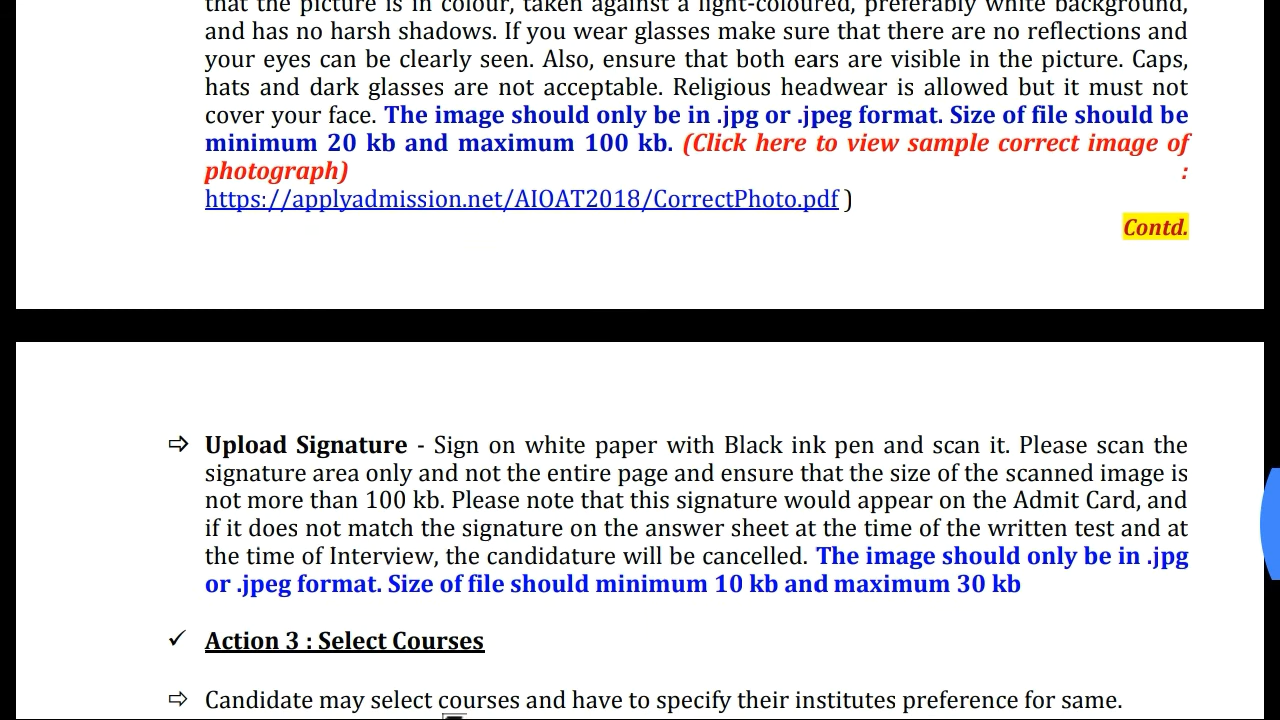 that the picture is in colour, taken against a light-coloured, preferably white background,
and has no harsh shadows. If you wear glasses make sure that there are no reflections and
your eyes can be clearly seen. Also, ensure that both ears are visible in the picture. Caps,
hats and dark glasses are not acceptable. Religious headwear is allowed but it must not
cover your face. The image should only be in .jpg or .jpeg format. Size of file should be
minimum 20 kb and maximum 100 kb. (Click here to view sample correct image of
photograph) :
https://applyadmission.net/AIOAT2018/CorrectPhoto.pdf )
Contd.
⇨ Upload Signature - Sign on white paper with Black ink pen and scan it. Please scan the
signature area only and not the entire page and ensure that the size of the scanned image is
not more than 100 kb. Please note that this signature would appear on the Admit Card, and
if it does not match the signature on the answer sheet at the time of the written test and at
the time of Interview, the candidature will be cancelled. The image should only be in .jpg
or .jpeg format. Size of file should minimum 10 kb and maximum 30 kb
✓ Action 3 : Select Courses
⇨ Candidate may select courses and have to specify their institutes preference for same.